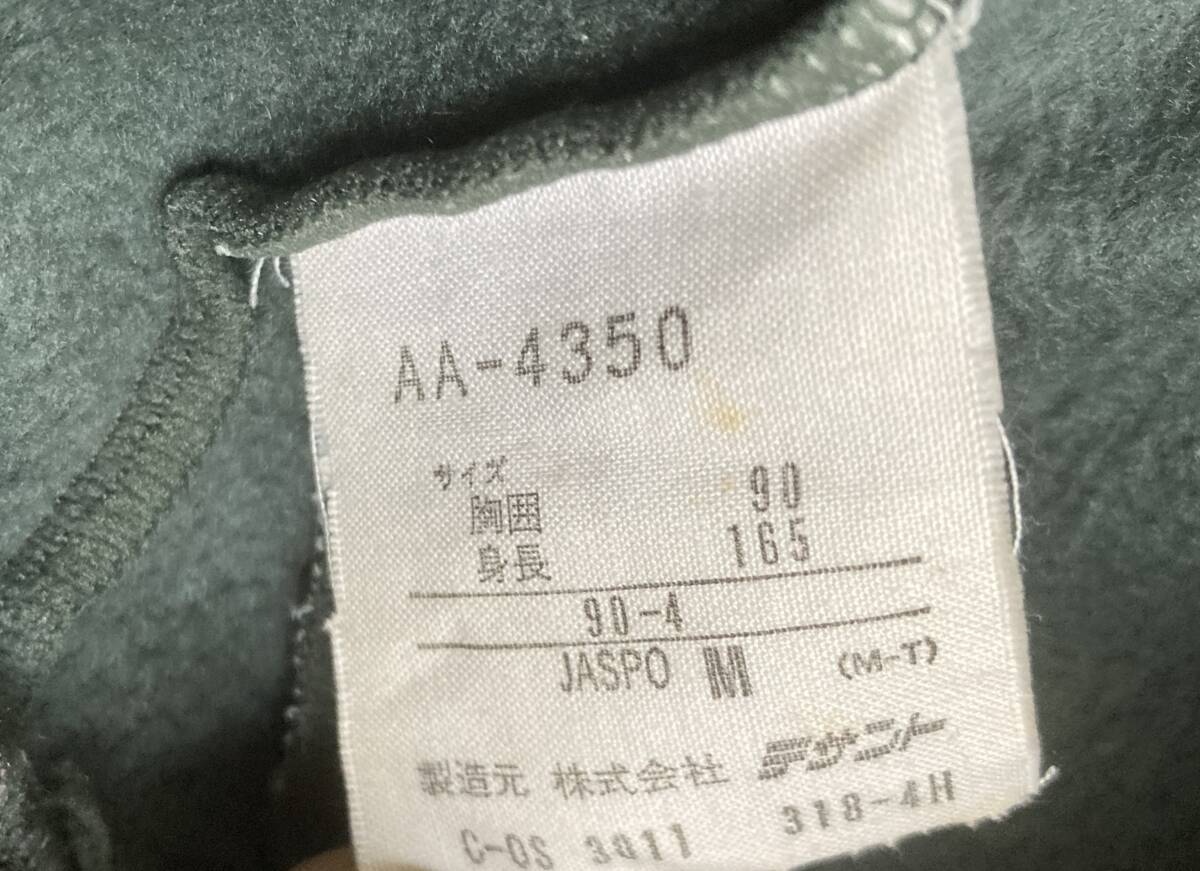 AA-4350
サイズ
胸囲 90
身長 165
90-4
JASPO M (M-T)
製造元 株式会社 デサント
C-OS 3011 318-4H